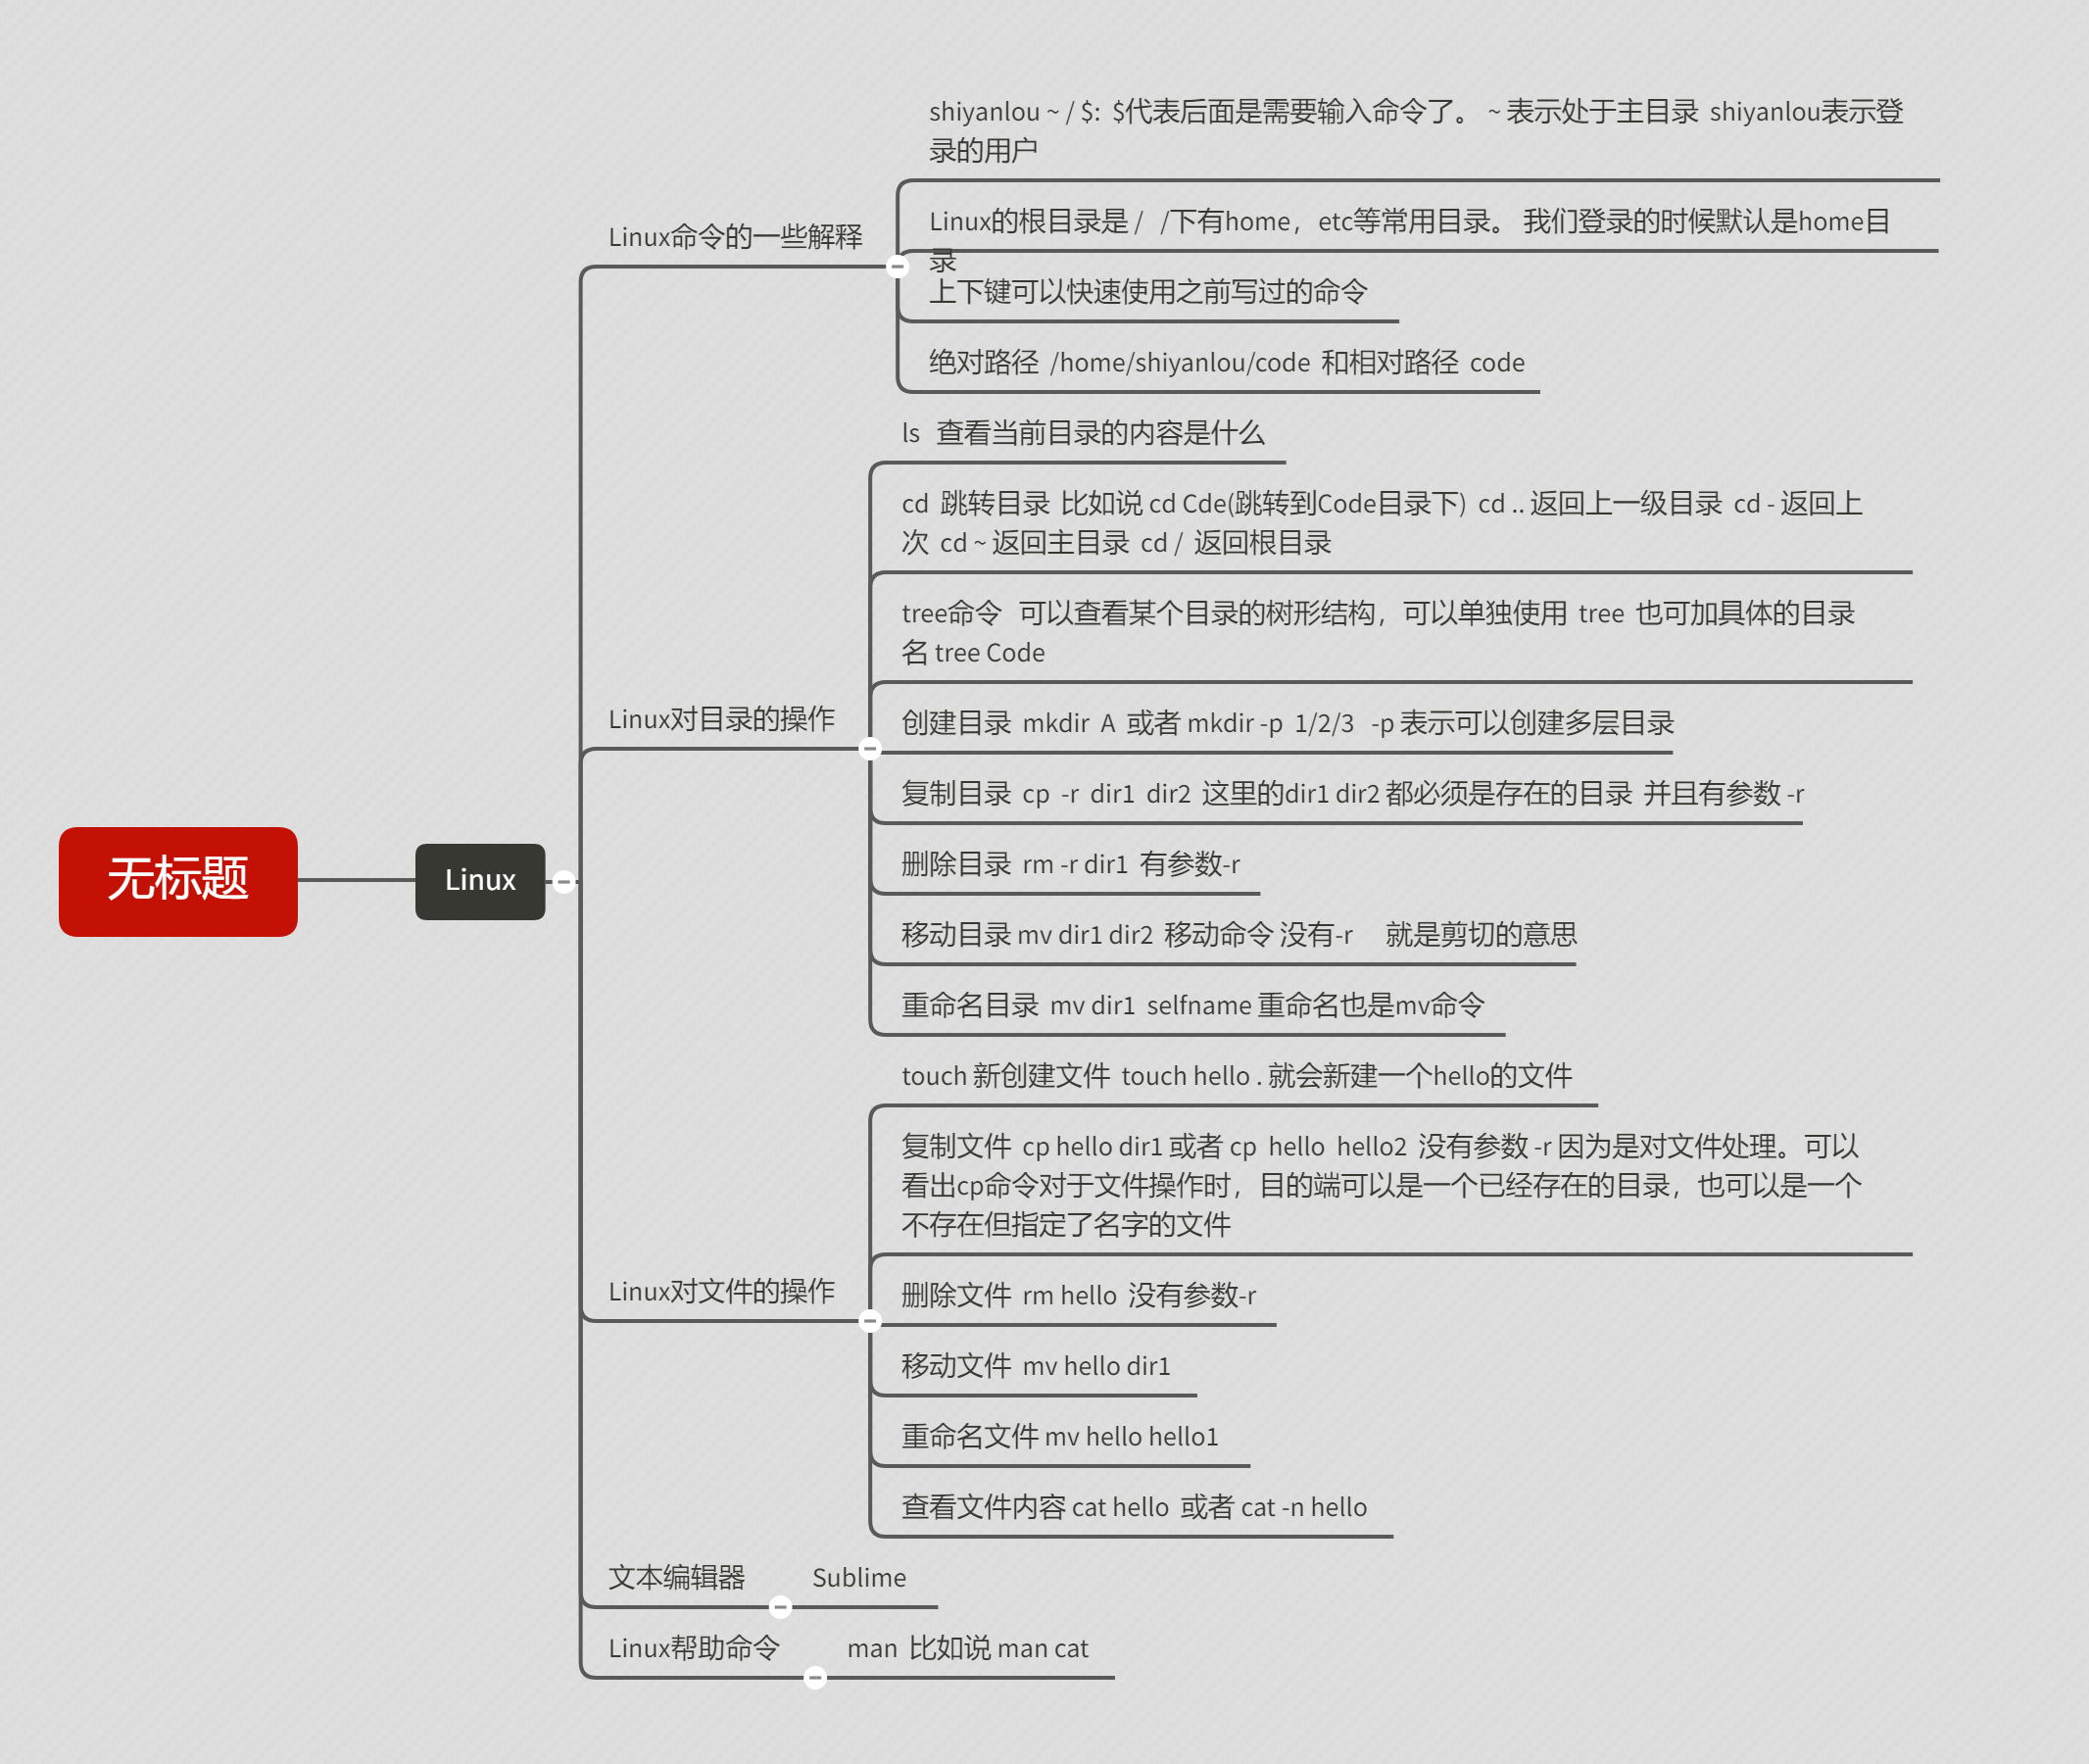 无标题
Linux
Linux命令的一些解释
shiyanlou ~ / $:  $代表后面是需要输入命令了。 ~ 表示处于主目录  shiyanlou表示登
录的用户
Linux的根目录是 /   /下有home，etc等常用目录。 我们登录的时候默认是home目
录
上下键可以快速使用之前写过的命令
绝对路径  /home/shiyanlou/code  和相对路径  code
Linux对目录的操作
ls   查看当前目录的内容是什么
cd  跳转目录  比如说 cd Cde(跳转到Code目录下)  cd .. 返回上一级目录  cd - 返回上
次  cd ~ 返回主目录  cd /  返回根目录
tree命令   可以查看某个目录的树形结构，可以单独使用  tree  也可加具体的目录
名 tree Code
创建目录  mkdir  A  或者 mkdir -p  1/2/3   -p 表示可以创建多层目录
复制目录  cp  -r  dir1  dir2  这里的dir1 dir2 都必须是存在的目录  并且有参数 -r
删除目录  rm -r dir1  有参数-r
移动目录 mv dir1 dir2  移动命令 没有-r      就是剪切的意思
重命名目录  mv dir1  selfname 重命名也是mv命令
Linux对文件的操作
touch 新创建文件  touch hello . 就会新建一个hello的文件
复制文件  cp hello dir1 或者 cp  hello  hello2  没有参数 -r 因为是对文件处理。可以
看出cp命令对于文件操作时，目的端可以是一个已经存在的目录，也可以是一个
不存在但指定了名字的文件
删除文件  rm hello  没有参数-r
移动文件  mv hello dir1
重命名文件 mv hello hello1
查看文件内容 cat hello  或者 cat -n hello
文本编辑器
Sublime
Linux帮助命令
man  比如说 man cat